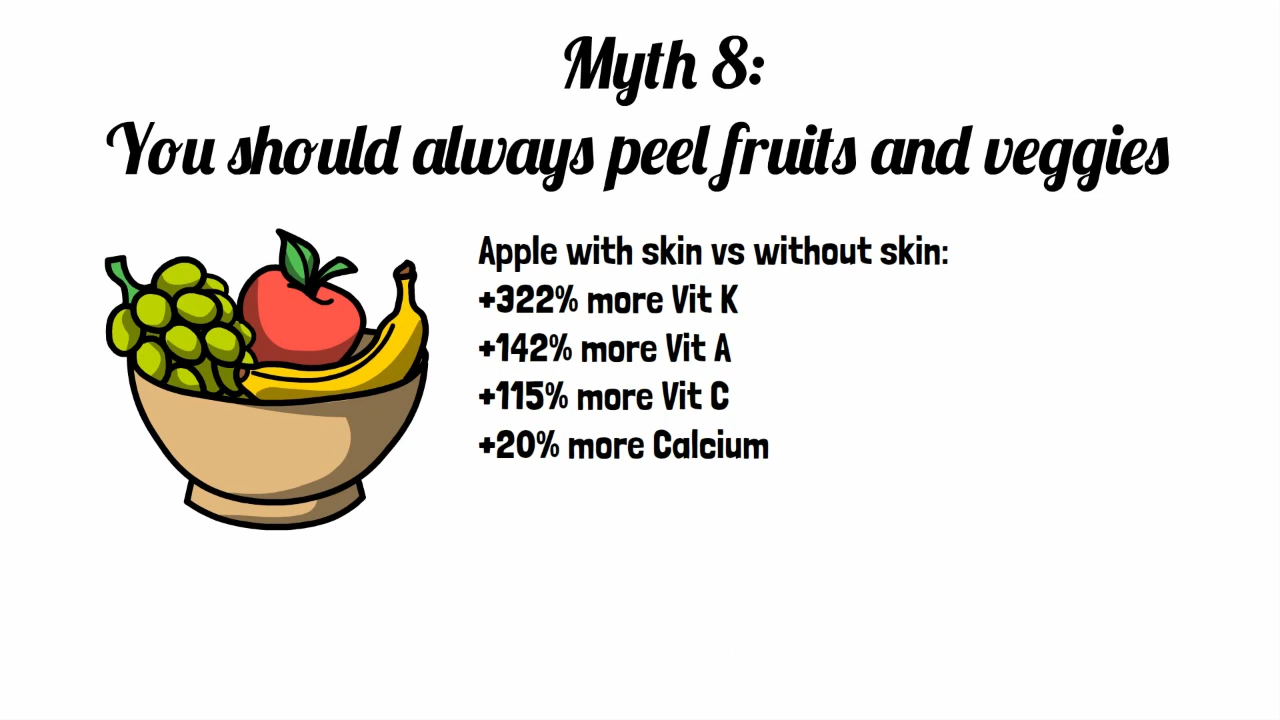 Myth 8:
You should always peel fruits and veggies
Apple with skin vs without skin:
+322% more Vit K
+142% more Vit A
+115% more Vit C
+20% more Calcium